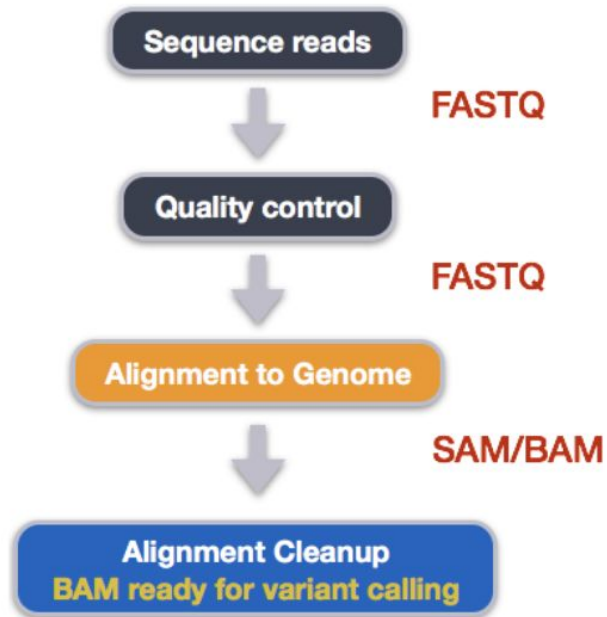 Sequence reads
FASTQ
Quality control
FASTQ
Alignment to Genome
SAM/BAM
Alignment Cleanup
BAM ready for variant calling